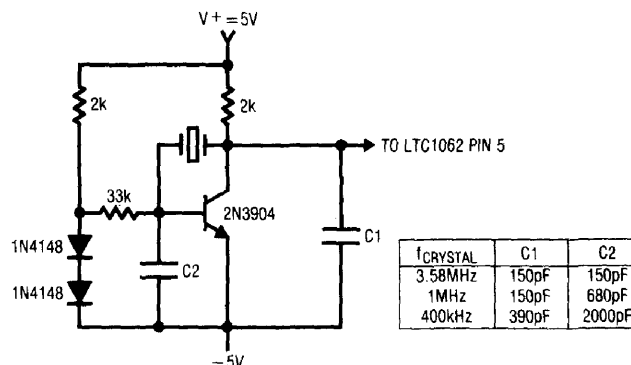 V+ =5V
2k
2k
TO LTC1062 PIN 5
33k
2N3904
1N4148
C2
C1
1N4148
−5V
fCRYSTAL C1 C2
3.58MHz 150pF 150pF
1MHz 150pF 680pF
400kHz 390pF 2000pF